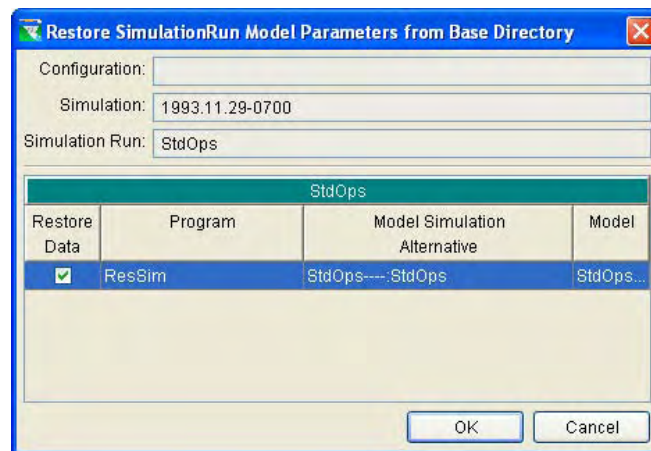 Restore SimulationRun Model Parameters from Base Directory
Configuration:
Simulation: 1993.11.29-0700
Simulation Run: StdOps
StdOps
Restore Data Program Model Simulation Alternative Model
ResSim StdOps----:StdOps StdOps...
OK Cancel